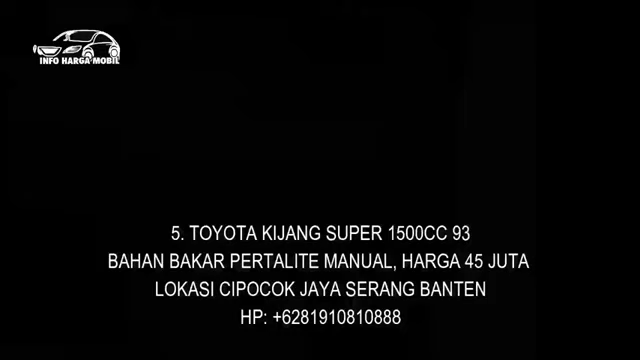 INFO HARGA MOBIL
5. TOYOTA KIJANG SUPER 1500CC 93
BAHAN BAKAR PERTALITE MANUAL, HARGA 45 JUTA
LOKASI CIPOCOK JAYA SERANG BANTEN
HP: +6281910810888